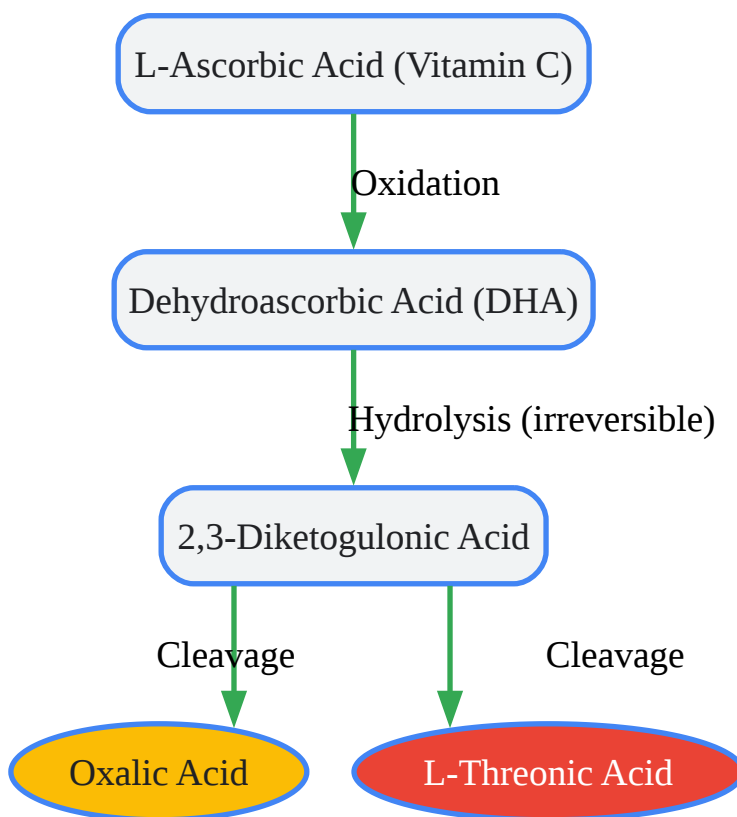 L-Ascorbic Acid (Vitamin C)
Oxidation
Dehydroascorbic Acid (DHA)
Hydrolysis (irreversible)
2,3-Diketogulonic Acid
Cleavage
Cleavage
Oxalic Acid
L-Threonic Acid